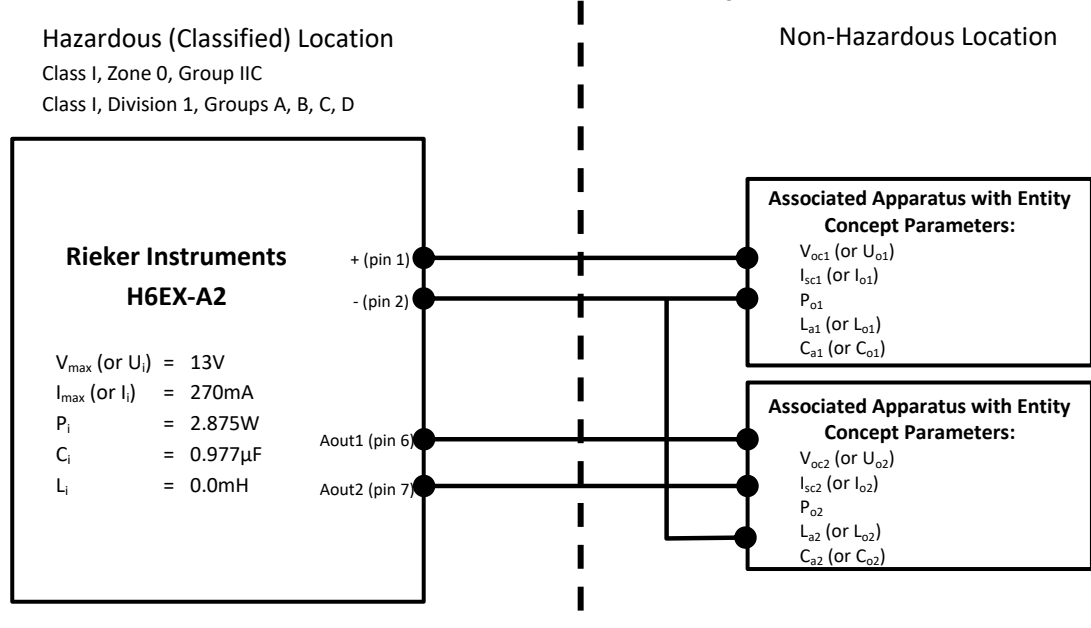 Hazardous (Classified) Location
Class I, Zone 0, Group IIC
Class I, Division 1, Groups A, B, C, D
Non-Hazardous Location
Rieker Instruments
H6EX-A2
Vmax (or Ui) = 13V
Imax (or Ii) = 270mA
Pi = 2.875W
Ci = 0.977µF
Li = 0.0mH
+ (pin 1)
- (pin 2)
Aout1 (pin 6)
Aout2 (pin 7)
Associated Apparatus with Entity
Concept Parameters:
Voc1 (or Uo1)
Isc1 (or Io1)
Po1
La1 (or Lo1)
Ca1 (or Co1)
Associated Apparatus with Entity
Concept Parameters:
Voc2 (or Uo2)
Isc2 (or Io2)
Po2
La2 (or Lo2)
Ca2 (or Co2)